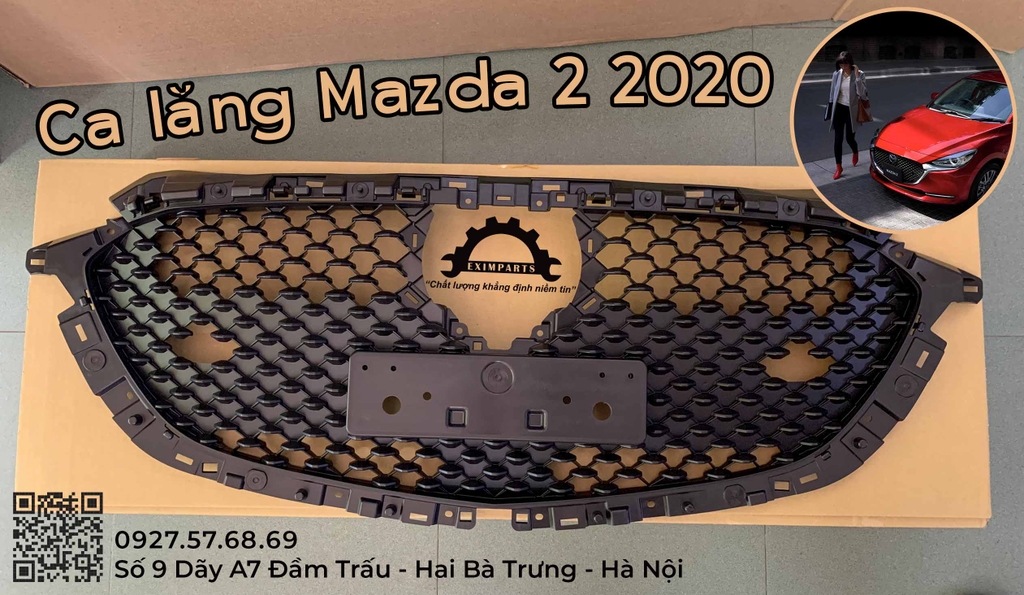 Ca lăng Mazda 2 2020
EXIMPARTS
“Chất lượng khẳng định niềm tin”
0927.57.68.69
Số 9 Dãy A7 Đầm Trấu - Hai Bà Trưng - Hà Nội